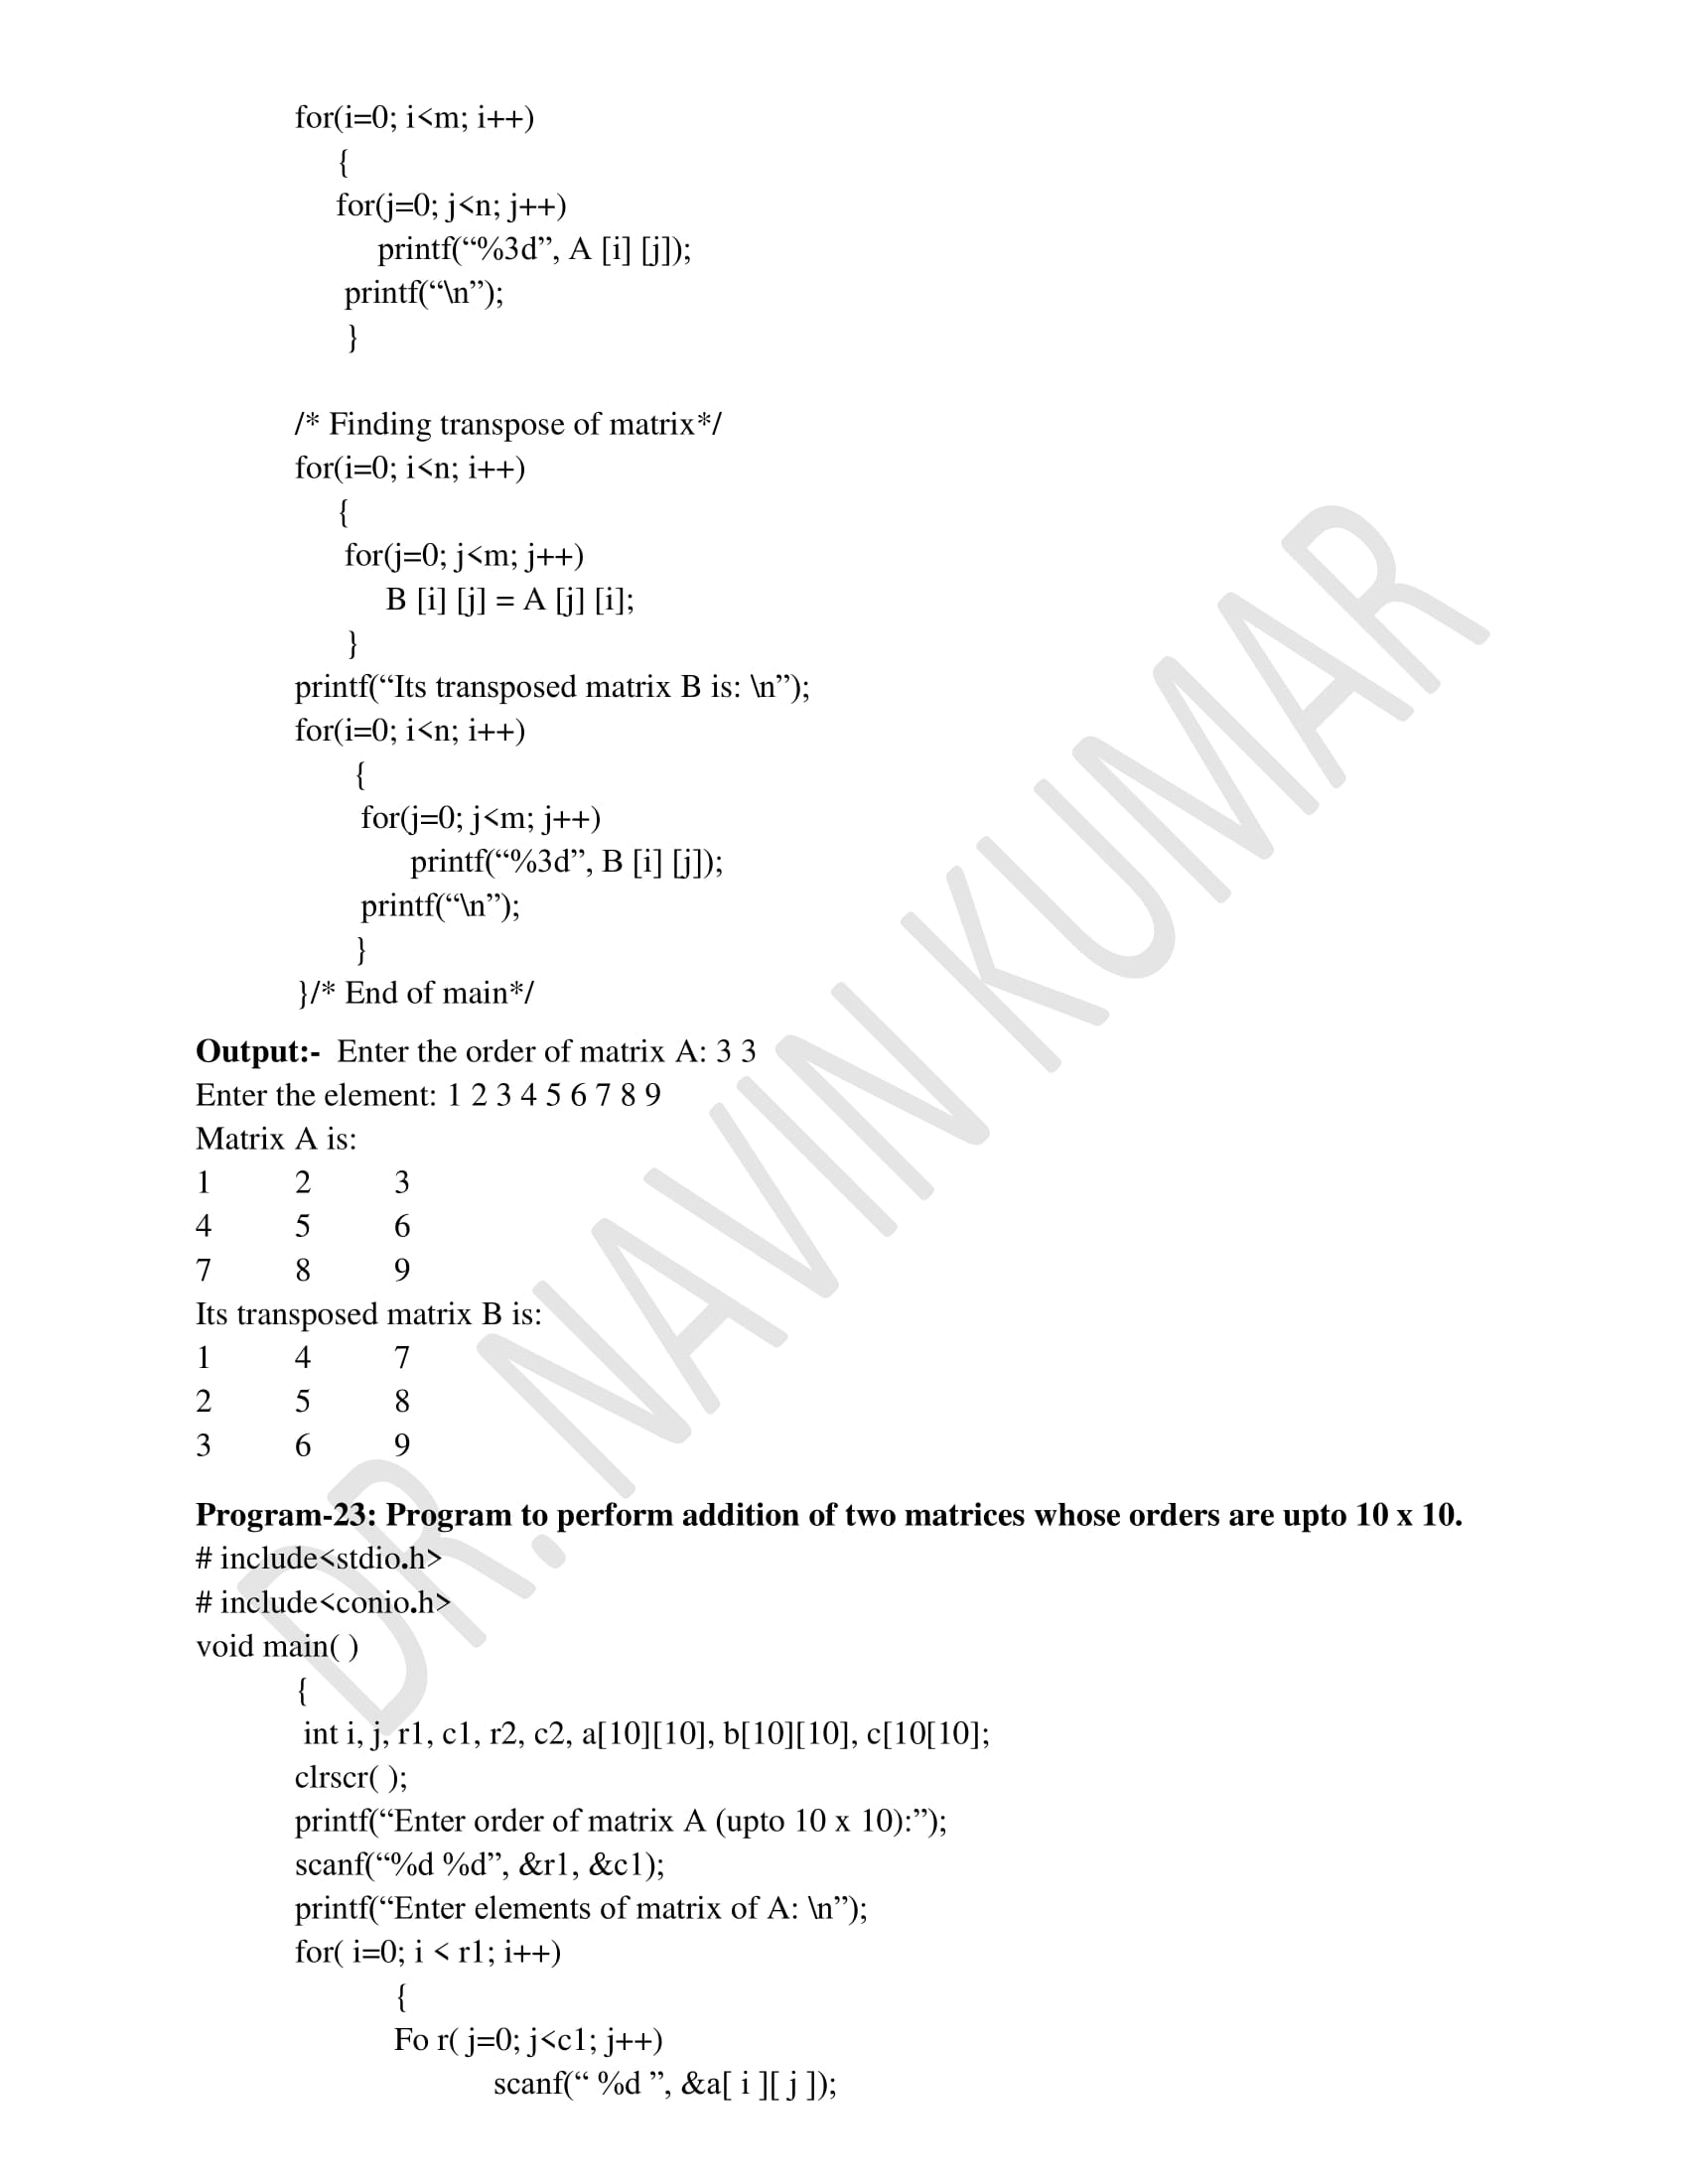 for(i=0; i<m; i++)
{
for(j=0; j<n; j++)
printf(“%3d”, A [i] [j]);
printf(“\n”);
}
/* Finding transpose of matrix*/
for(i=0; i<n; i++)
{
for(j=0; j<m; j++)
B [i] [j] = A [j] [i];
}
printf(“Its transposed matrix B is: \n”);
for(i=0; i<n; i++)
{
for(j=0; j<m; j++)
printf(“%3d”, B [i] [j]);
printf(“\n”);
}
}/* End of main*/
Output:- Enter the order of matrix A: 3 3
Enter the element: 1 2 3 4 5 6 7 8 9
Matrix A is:
1 2 3
4 5 6
7 8 9
Its transposed matrix B is:
1 4 7
2 5 8
3 6 9
Program-23: Program to perform addition of two matrices whose orders are upto 10 x 10.
# include<stdio.h>
# include<conio.h>
void main( )
{
int i, j, r1, c1, r2, c2, a[10][10], b[10][10], c[10[10];
clrscr( );
printf(“Enter order of matrix A (upto 10 x 10):”);
scanf(“%d %d”, &r1, &c1);
printf(“Enter elements of matrix of A: \n”);
for( i=0; i < r1; i++)
{
Fo r( j=0; j<c1; j++)
scanf(“ %d ”, &a[ i ][ j ]);
DR. NAVIN KUMAR